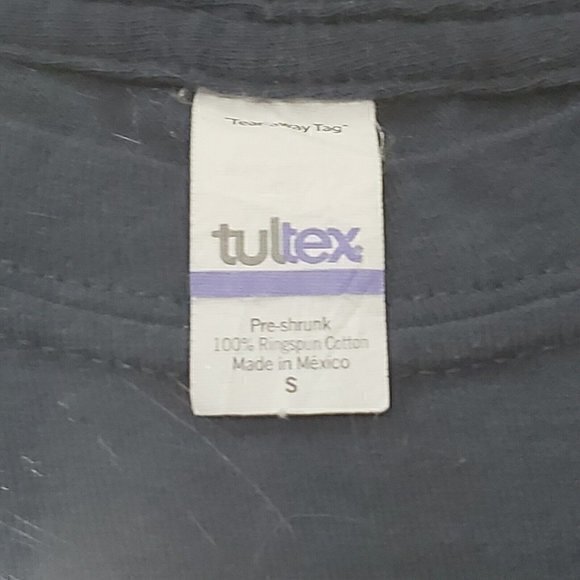 "Tear-away Tag"
tultex
Pre-shrunk
100% Ringspun Cotton
Made in México
S